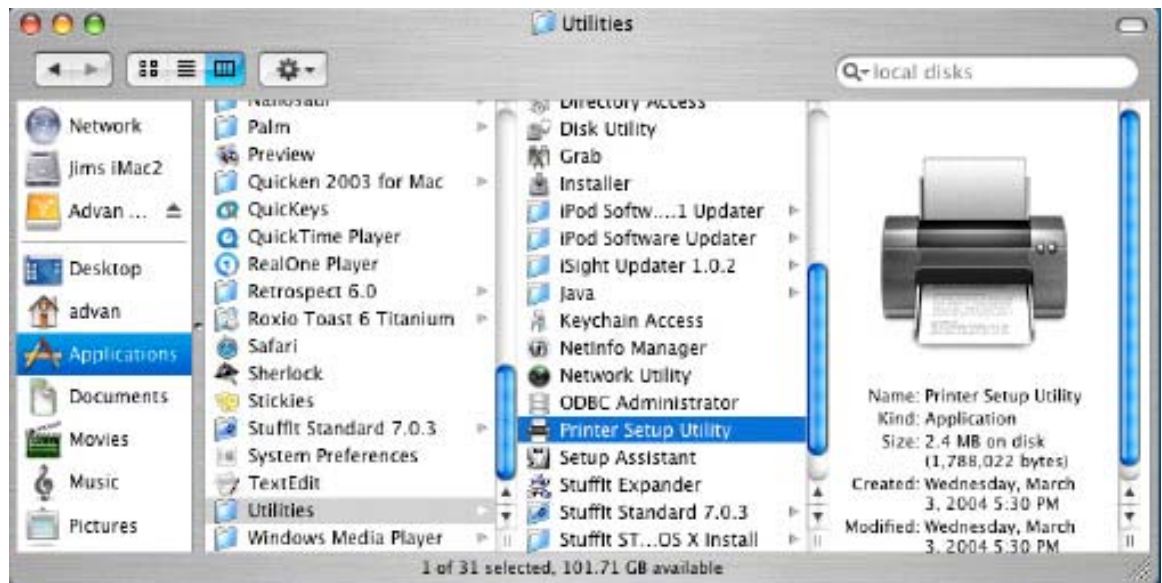 Utilities
local disks
Network
Jims iMac2
Advan ...
Desktop
advan
Applications
Documents
Movies
Music
Pictures
Nanosaur
Palm
Preview
Quicken 2003 for Mac
QuicKeys
QuickTime Player
RealOne Player
Retrospect 6.0
Roxio Toast 6 Titanium
Safari
Sherlock
Stickies
StuffIt Standard 7.0.3
System Preferences
TextEdit
Utilities
Windows Media Player
Directory Access
Disk Utility
Grab
Installer
iPod Softw....1 Updater
iPod Software Updater
iSight Updater 1.0.2
Java
Keychain Access
NetInfo Manager
Network Utility
ODBC Administrator
Printer Setup Utility
Setup Assistant
StuffIt Expander
StuffIt Standard 7.0.3
StuffIt ST...OS X Install
Name: Printer Setup Utility
Kind: Application
Size: 2.4 MB on disk
(1,788,022 bytes)
Created: Wednesday, March
3, 2004 5:30 PM
Modified: Wednesday, March
3, 2004 5:30 PM
1 of 31 selected, 101.71 GB available